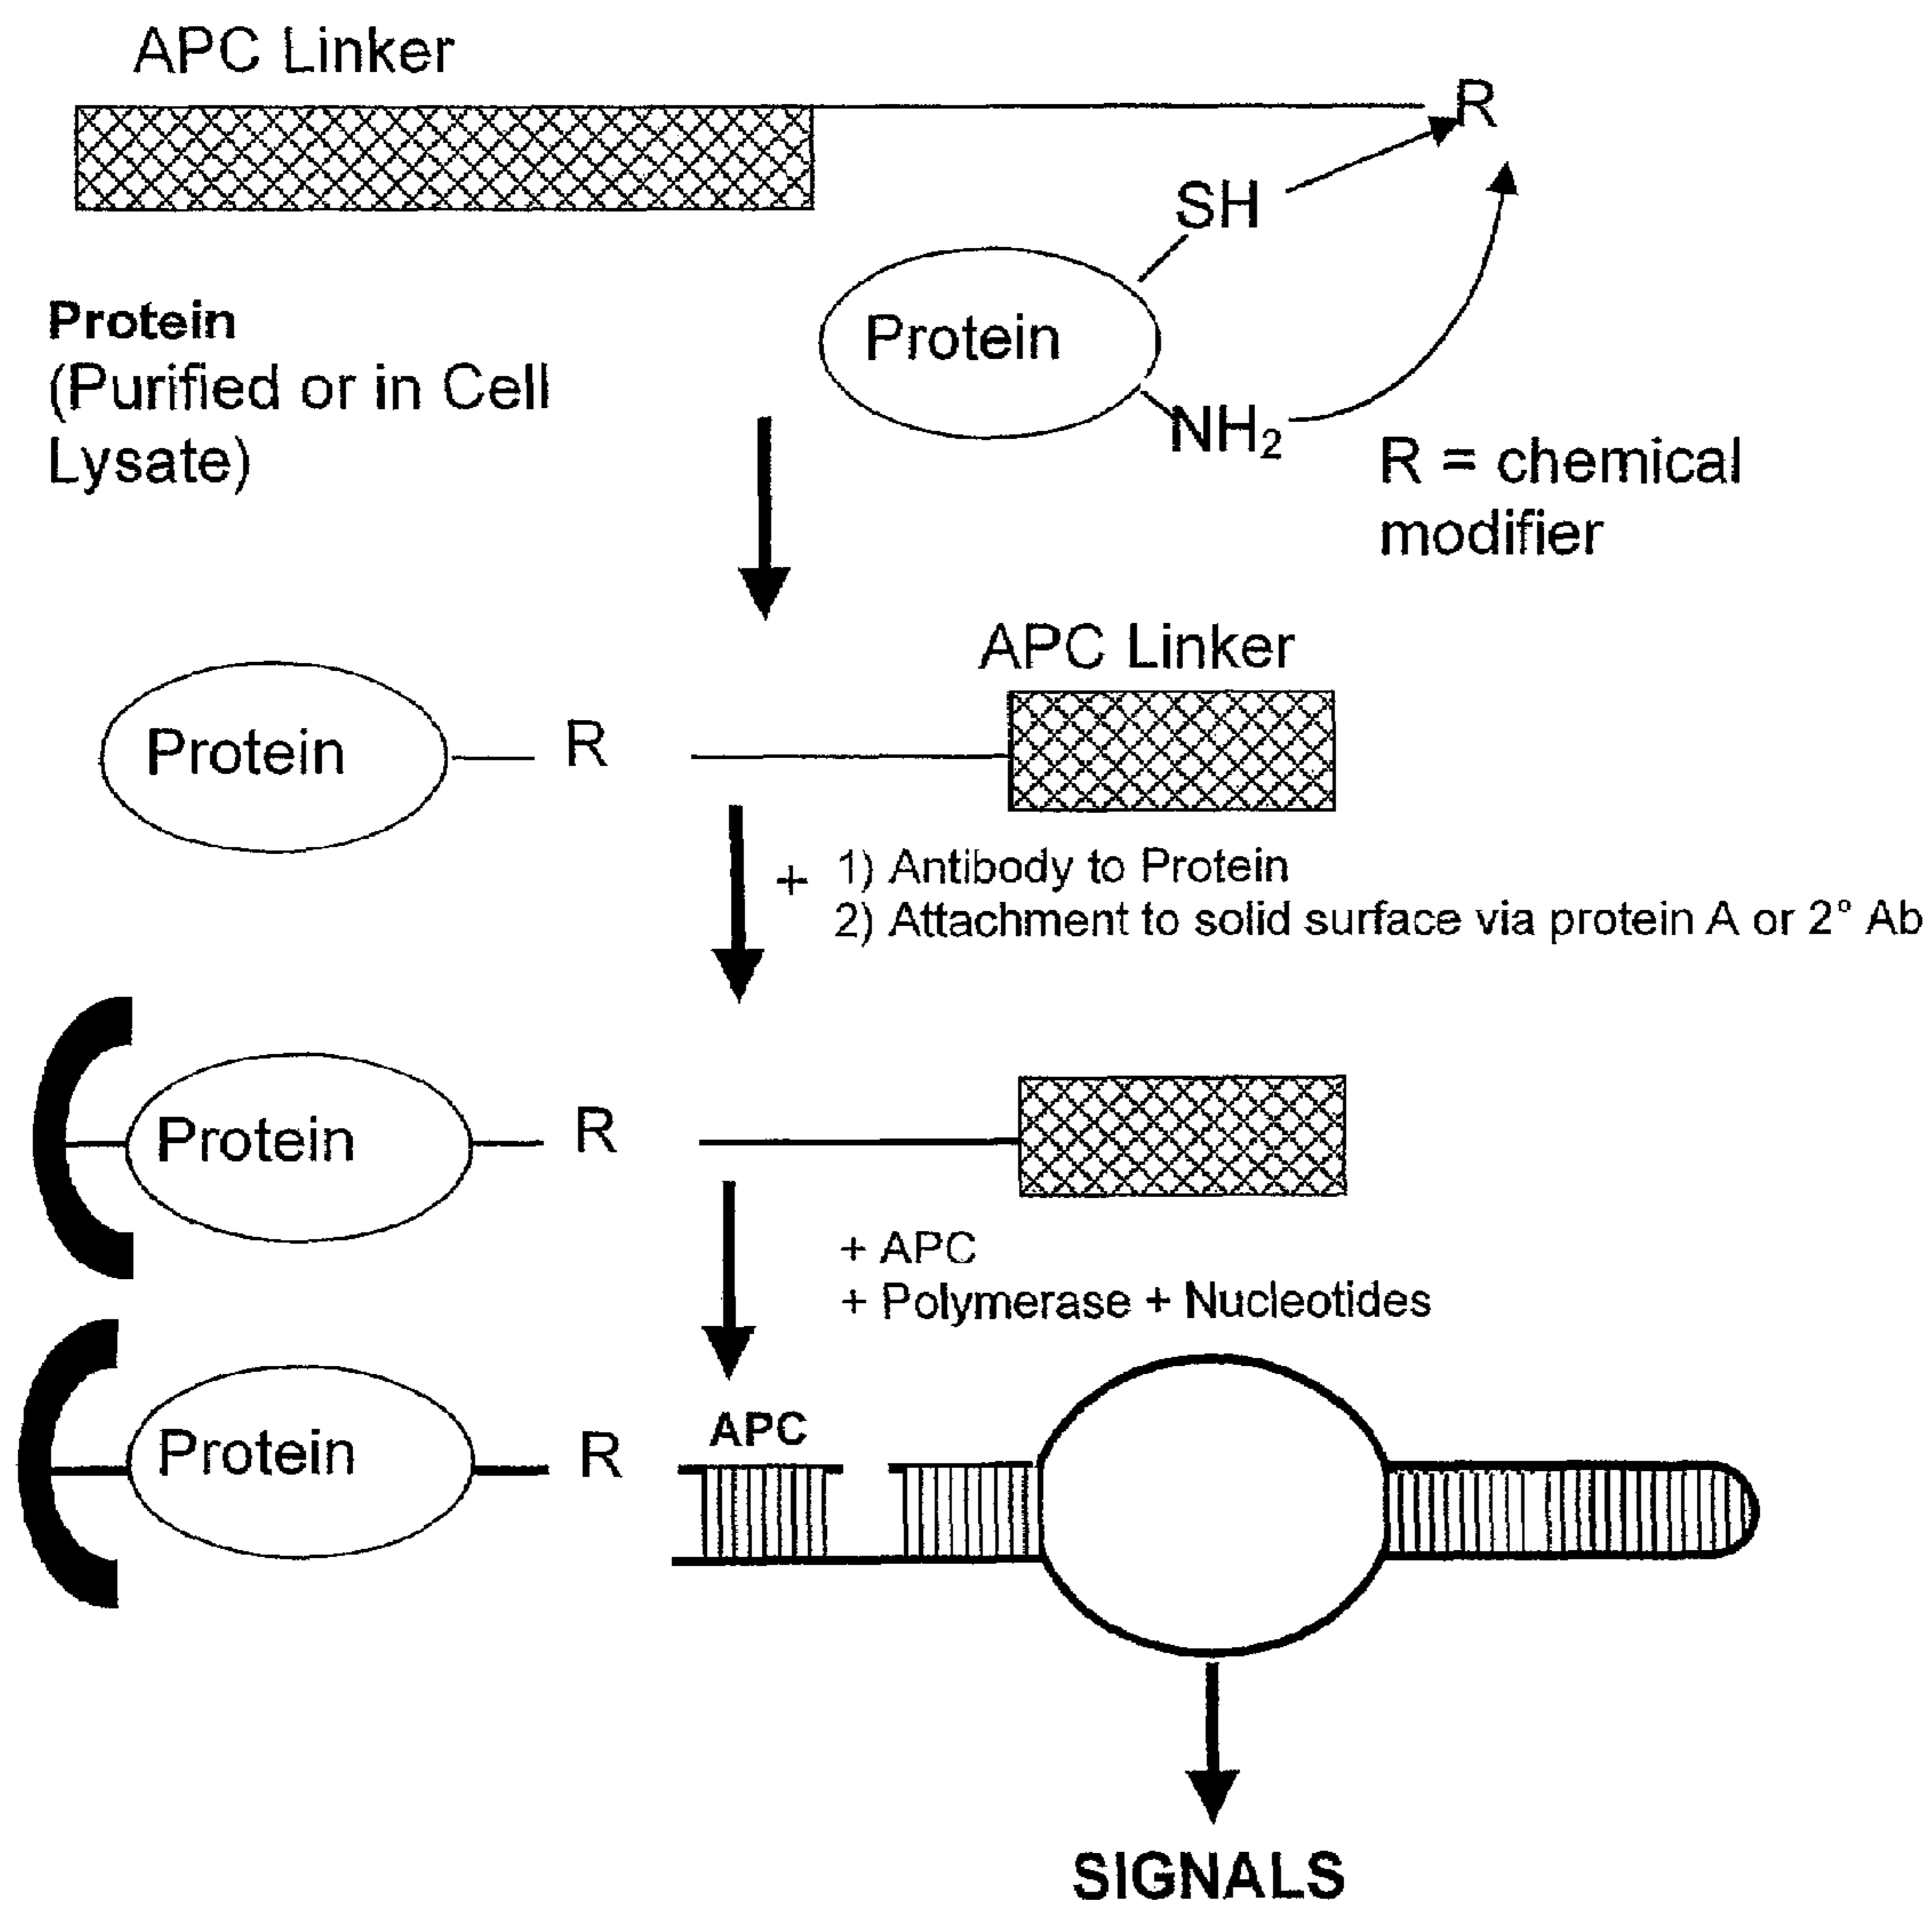 APC Linker
R
SH
Protein
(Purified or in Cell
Lysate)
Protein
NH₂
R = chemical
modifier
APC Linker
Protein
R
+ 1) Antibody to Protein
2) Attachment to solid surface via protein A or 2° Ab
Protein
R
+ APC
+ Polymerase + Nucleotides
APC
Protein
R
SIGNALS